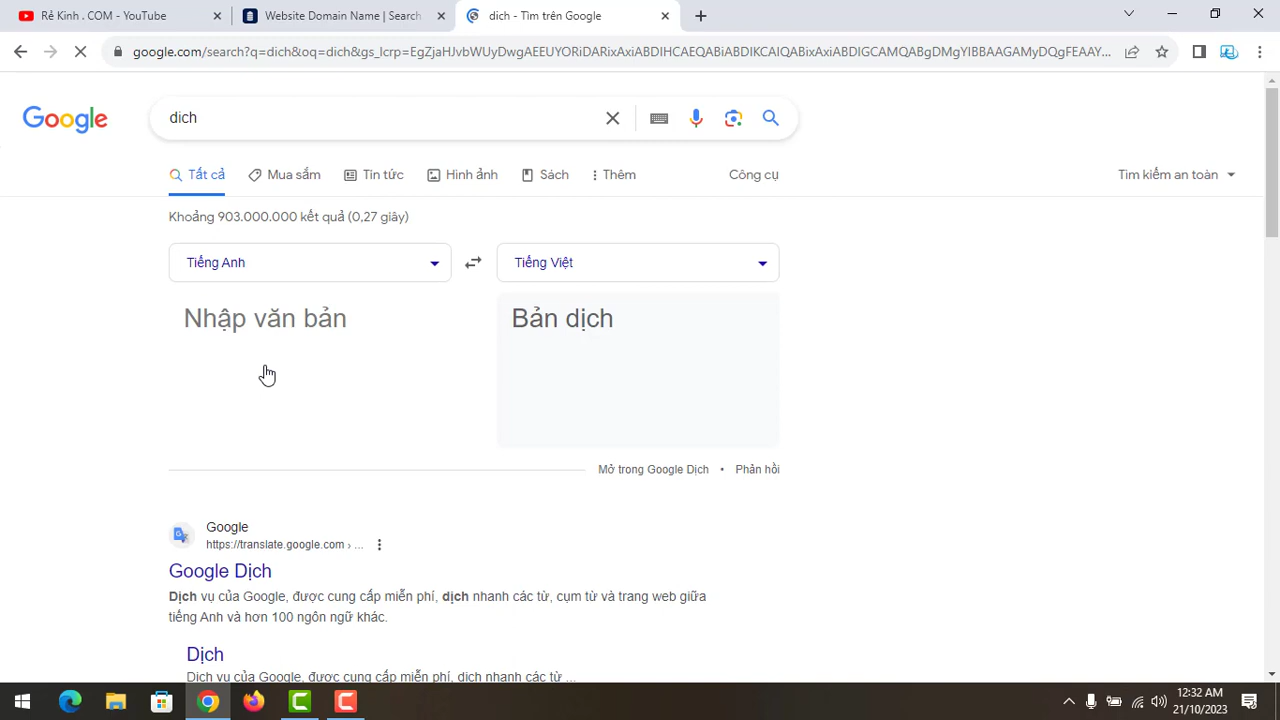 Rẻ Kinh . COM - YouTube
Website Domain Name | Search
dich - Tìm trên Google
google.com/search?q=dich&oq=dich&gs_lcrp=EgZjaHJvbWUyDwgAEEUYORiDARixAxiABDIHCAEQABiABDIKCAIQABixAxiABDIGCAMQABgDMgYIBBAAGAMyDQgFEAAY...
Google
dich
Tất cả
Mua sắm
Tin tức
Hình ảnh
Sách
Thêm
Công cụ
Tìm kiếm an toàn
Khoảng 903.000.000 kết quả (0,27 giây)
Tiếng Anh
Tiếng Việt
Nhập văn bản
Bản dịch
Mở trong Google Dịch • Phản hồi
Google
https://translate.google.com › ...
Google Dịch
Dịch vụ của Google, được cung cấp miễn phí, dịch nhanh các từ, cụm từ và trang web giữa
tiếng Anh và hơn 100 ngôn ngữ khác.
Dịch
Dịch vụ của Google, được cung cấp miễn phí, dịch nhanh các từ ...
12:32 AM
21/10/2023